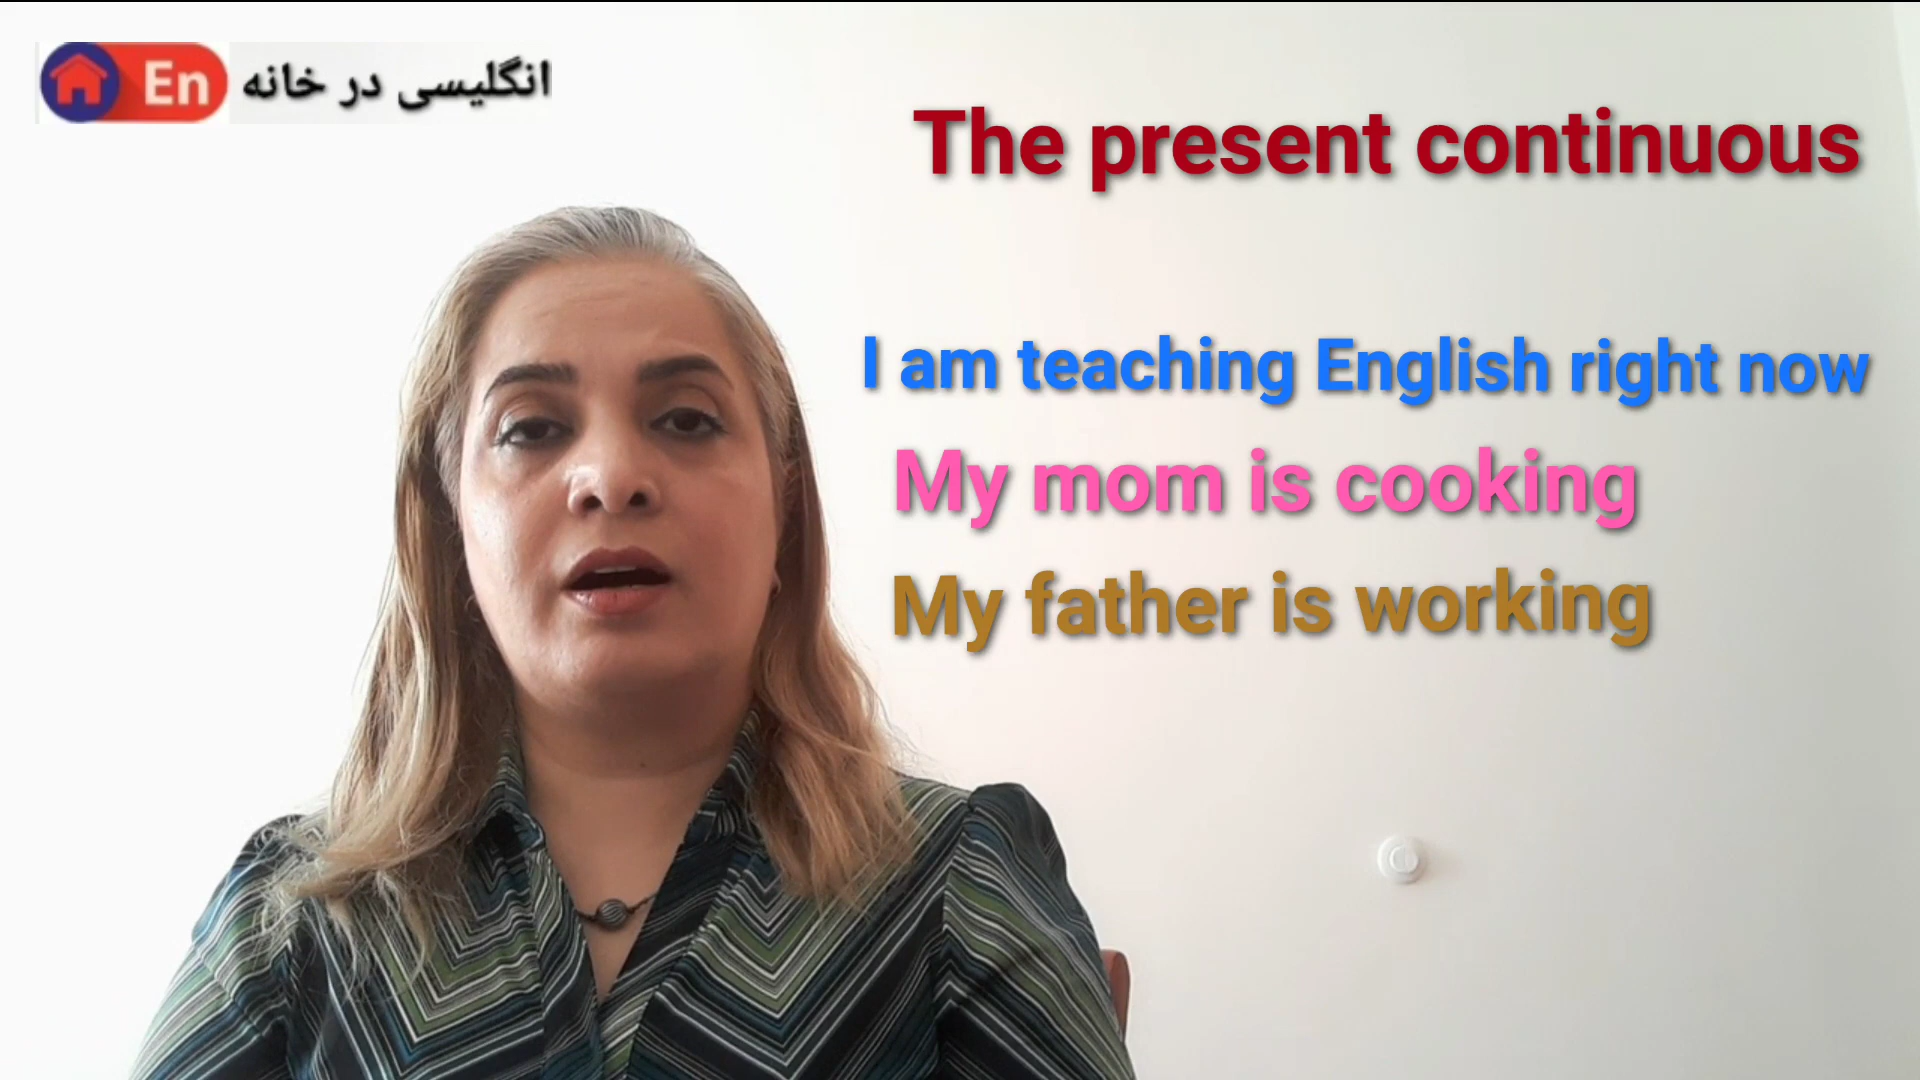 En انگلیسی در خانه
The present continuous
I am teaching English right now
My mom is cooking
My father is working